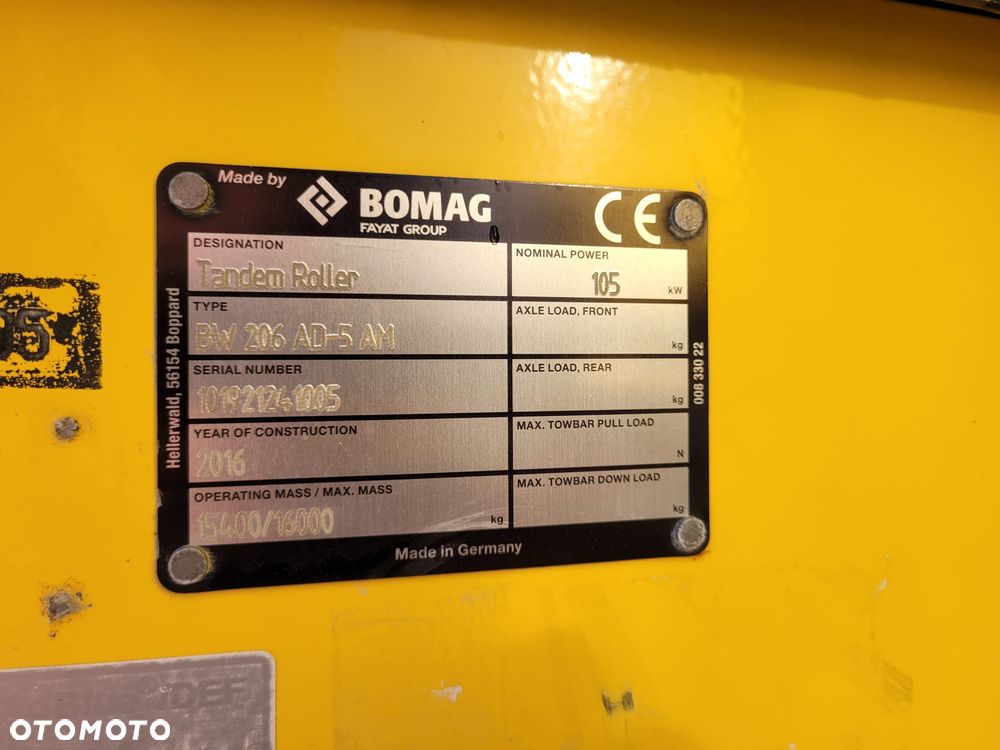 Made by
BOMAG
FAYAT GROUP
CE
DESIGNATION
Tandem Roller
NOMINAL POWER
105 kW
TYPE
BW 206 AD-5 AM
AXLE LOAD, FRONT
kg
SERIAL NUMBER
101921241005
AXLE LOAD, REAR
kg
YEAR OF CONSTRUCTION
2016
MAX. TOWBAR PULL LOAD
N
OPERATING MASS / MAX. MASS
15400/16000 kg
MAX. TOWBAR DOWN LOAD
kg
Made in Germany
Hellerwald, 56154 Boppard
008 330 22
05
DEF
OTOMOTO